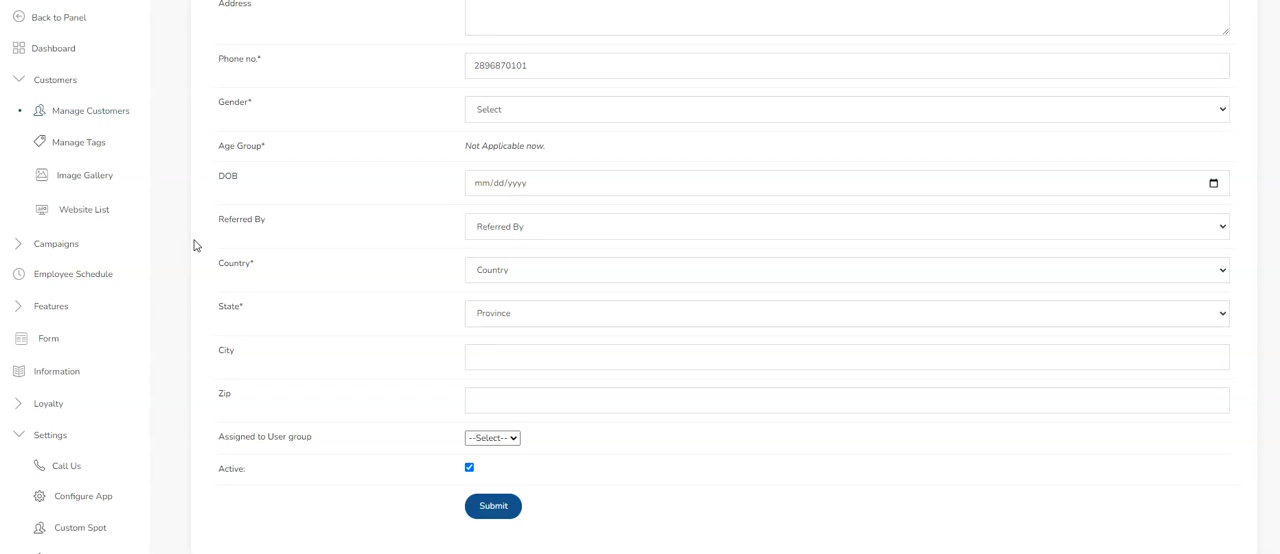 Back to Panel
Dashboard
Customers
Manage Customers
Manage Tags
Image Gallery
Website List
Campaigns
Employee Schedule
Features
Form
Information
Loyalty
Settings
Call Us
Configure App
Custom Spot
Address
Phone no.*
2896870101
Gender*
Select
Age Group*
Not Applicable now.
DOB
mm/dd/yyyy
Referred By
Referred By
Country*
Country
State*
Province
City
Zip
Assigned to User group
--Select--
Active:
Submit